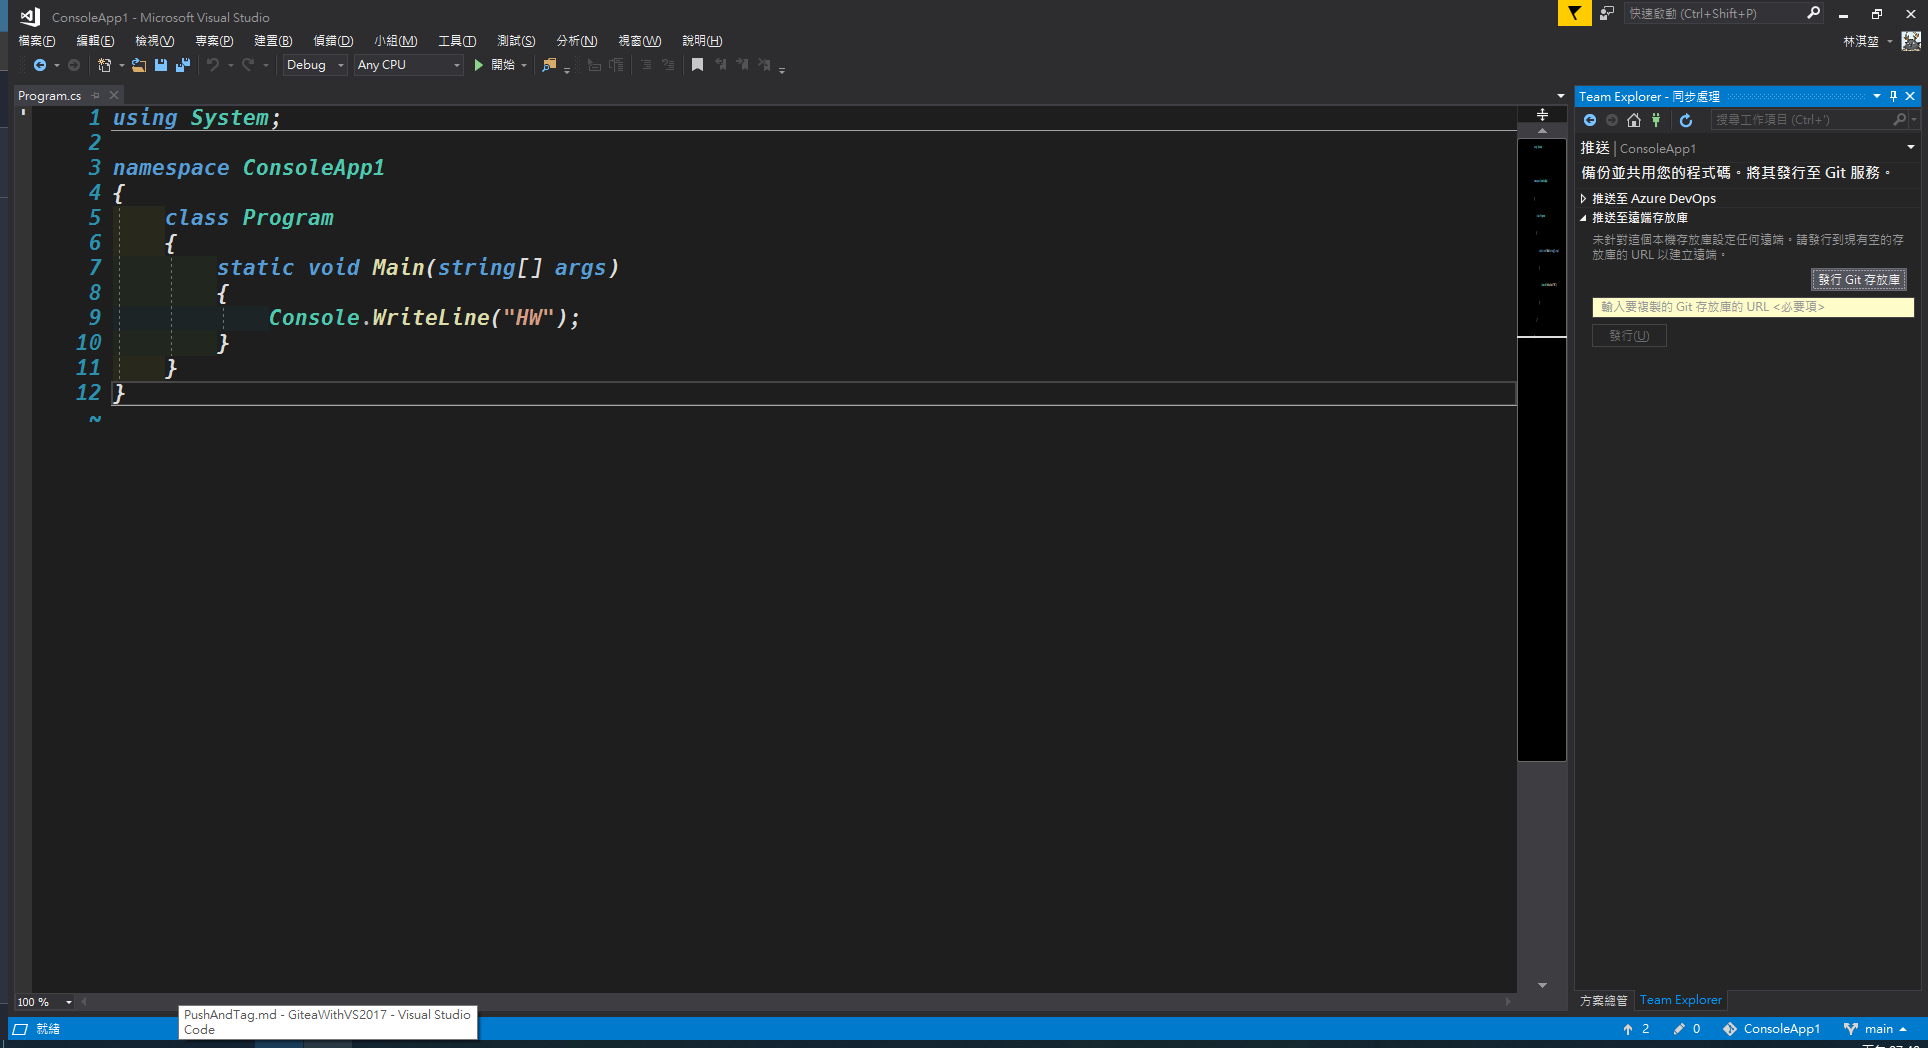 ConsoleApp1 - Microsoft Visual Studio
快速啟動 (Ctrl+Shift+P)
檔案(F) 編輯(E) 檢視(V) 專案(P) 建置(B) 偵錯(D) 小組(M) 工具(T) 測試(S) 分析(N) 視窗(W) 說明(H)
林淇堃
Debug Any CPU 開始
Program.cs
1 using System;
2
3 namespace ConsoleApp1
4 {
5 class Program
6 {
7 static void Main(string[] args)
8 {
9 Console.WriteLine("HW");
10 }
11 }
12 }
~
Team Explorer - 同步處理
搜尋工作項目 (Ctrl+')
推送 | ConsoleApp1
備份並共用您的程式碼。將其發行至 Git 服務。
推送至 Azure DevOps
推送至遠端存放庫
未針對這個本機存放庫設定任何遠端。請發行到現有空的存
放庫的 URL 以建立遠端。
發行 Git 存放庫
輸入要複製的 Git 存放庫的 URL <必要項>
發行(U)
100 %
方案總管 Team Explorer
PushAndTag.md - GiteaWithVS2017 - Visual Studio
Code
就緒
2 0 ConsoleApp1 main